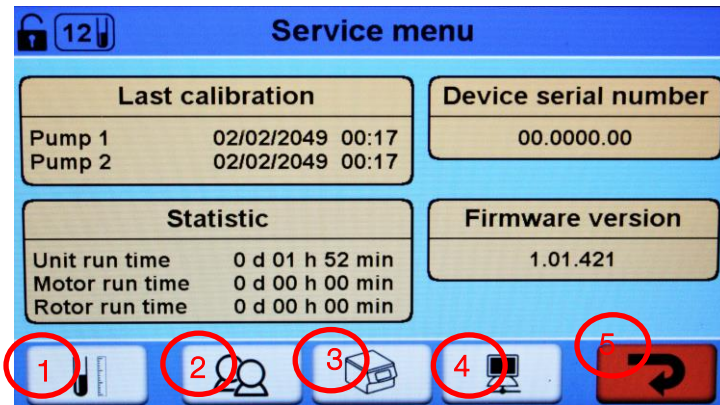 12
Service menu
Last calibration
Pump 1 02/02/2049 00:17
Pump 2 02/02/2049 00:17
Device serial number
00.0000.00
Statistic
Unit run time 0 d 01 h 52 min
Motor run time 0 d 00 h 00 min
Rotor run time 0 d 00 h 00 min
Firmware version
1.01.421
1
2
3
4
5